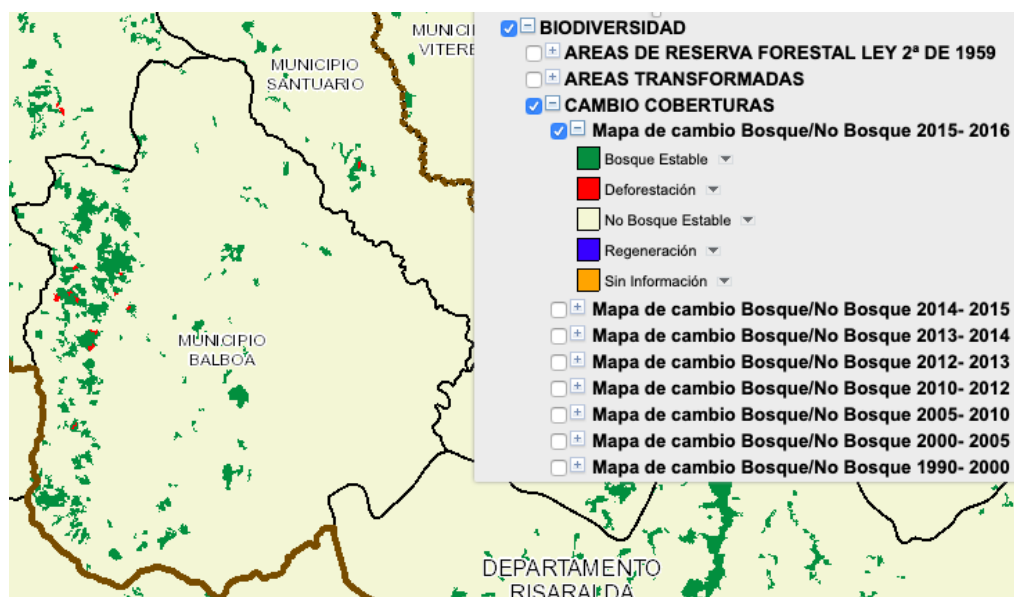 MUNICI
VITERE
MUNICIPIO
SANTUARIO
MUNICIPIO
BALBOA
DEPARTAMENTO
RISARALDA
BIODIVERSIDAD
AREAS DE RESERVA FORESTAL LEY 2ª DE 1959
AREAS TRANSFORMADAS
CAMBIO COBERTURAS
Mapa de cambio Bosque/No Bosque 2015- 2016
Bosque Estable
Deforestación
No Bosque Estable
Regeneración
Sin Información
Mapa de cambio Bosque/No Bosque 2014- 2015
Mapa de cambio Bosque/No Bosque 2013- 2014
Mapa de cambio Bosque/No Bosque 2012- 2013
Mapa de cambio Bosque/No Bosque 2010- 2012
Mapa de cambio Bosque/No Bosque 2005- 2010
Mapa de cambio Bosque/No Bosque 2000- 2005
Mapa de cambio Bosque/No Bosque 1990- 2000